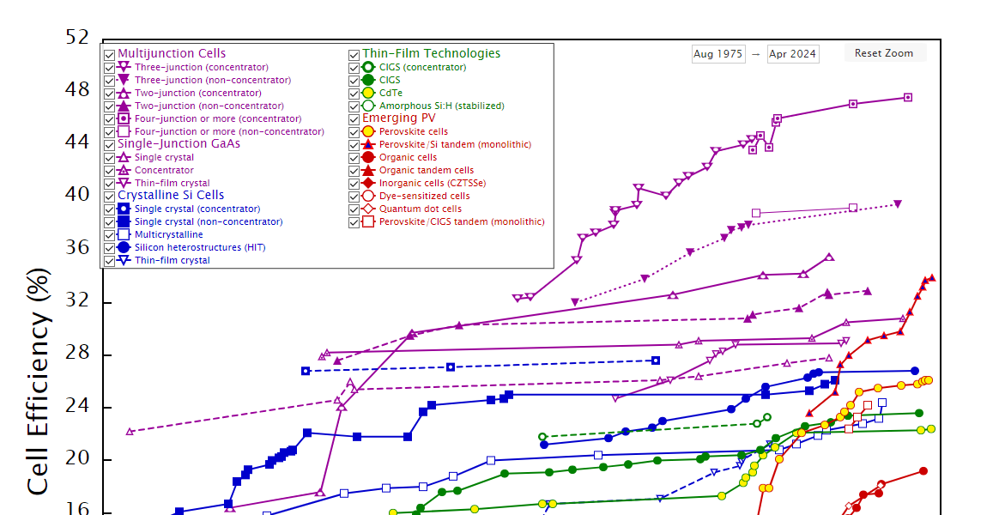 52
Aug 1975 → Apr 2024 Reset Zoom
Multijunction Cells
Three-junction (concentrator)
Three-junction (non-concentrator)
Two-junction (concentrator)
Two-junction (non-concentrator)
Four-junction or more (concentrator)
Four-junction or more (non-concentrator)
Single-Junction GaAs
Single crystal
Concentrator
Thin-film crystal
Crystalline Si Cells
Single crystal (concentrator)
Single crystal (non-concentrator)
Multicrystalline
Silicon heterostructures (HIT)
Thin-film crystal
Thin-Film Technologies
CIGS (concentrator)
CIGS
CdTe
Amorphous Si:H (stabilized)
Emerging PV
Perovskite cells
Perovskite/Si tandem (monolithic)
Organic cells
Organic tandem cells
Inorganic cells (CZTSSe)
Dye-sensitized cells
Quantum dot cells
Perovskite/CIGS tandem (monolithic)
48
44
40
36
32
28
24
20
16
Cell Efficiency (%)